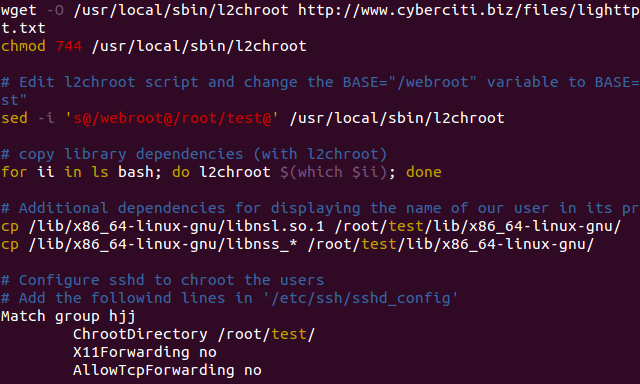 wget -O /usr/local/sbin/l2chroot http://www.cyberciti.biz/files/lighttp
t.txt
chmod 744 /usr/local/sbin/l2chroot
# Edit l2chroot script and change the BASE="/webroot" variable to BASE=
st"
sed -i 's@/webroot@/root/test@' /usr/local/sbin/l2chroot
# copy library dependencies (with l2chroot)
for ii in ls bash; do l2chroot $(which $ii); done
# Additional dependencies for displaying the name of our user in its pr
cp /lib/x86_64-linux-gnu/libnsl.so.1 /root/test/lib/x86_64-linux-gnu/
cp /lib/x86_64-linux-gnu/libnss_* /root/test/lib/x86_64-linux-gnu/
# Configure sshd to chroot the users
# Add the followind lines in '/etc/ssh/sshd_config'
Match group hjj
ChrootDirectory /root/test/
X11Forwarding no
AllowTcpForwarding no